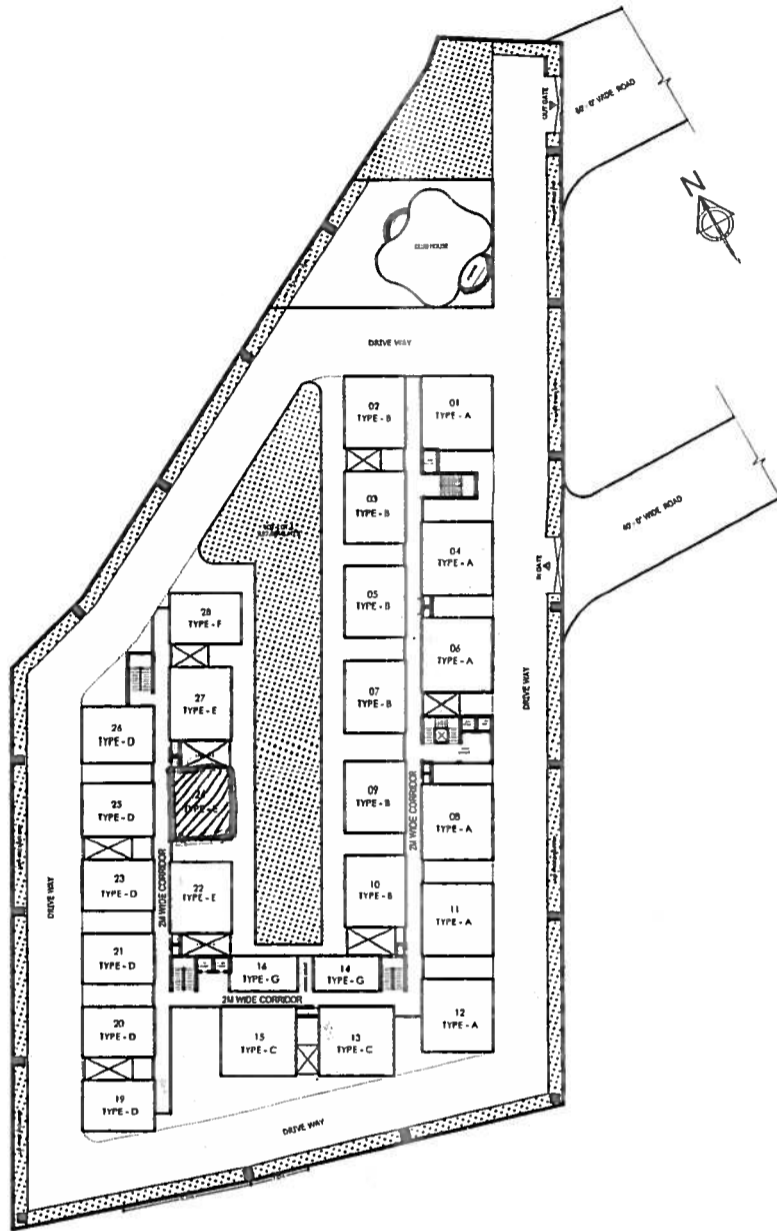 OUT GATE
60'-0" WIDE ROAD
N
CLUB HOUSE
DRIVE WAY
02
TYPE - B
01
TYPE - A
03
TYPE - B
40'-0" WIDE ROAD
04
TYPE - A
IN GATE
05
TYPE - B
28
TYPE - F
06
TYPE - A
27
TYPE - E
07
TYPE - B
DRIVE WAY
26
TYPE - D
24
TYPE - E
25
TYPE - D
09
TYPE - B
2M WIDE CORRIDOR
08
TYPE - A
23
TYPE - D
2M WIDE CORRIDOR
22
TYPE - E
10
TYPE - B
11
TYPE - A
DRIVE WAY
21
TYPE - D
16
TYPE - G
14
TYPE - G
2M WIDE CORRIDOR
12
TYPE - A
20
TYPE - D
15
TYPE - C
13
TYPE - C
19
TYPE - D
DRIVE WAY